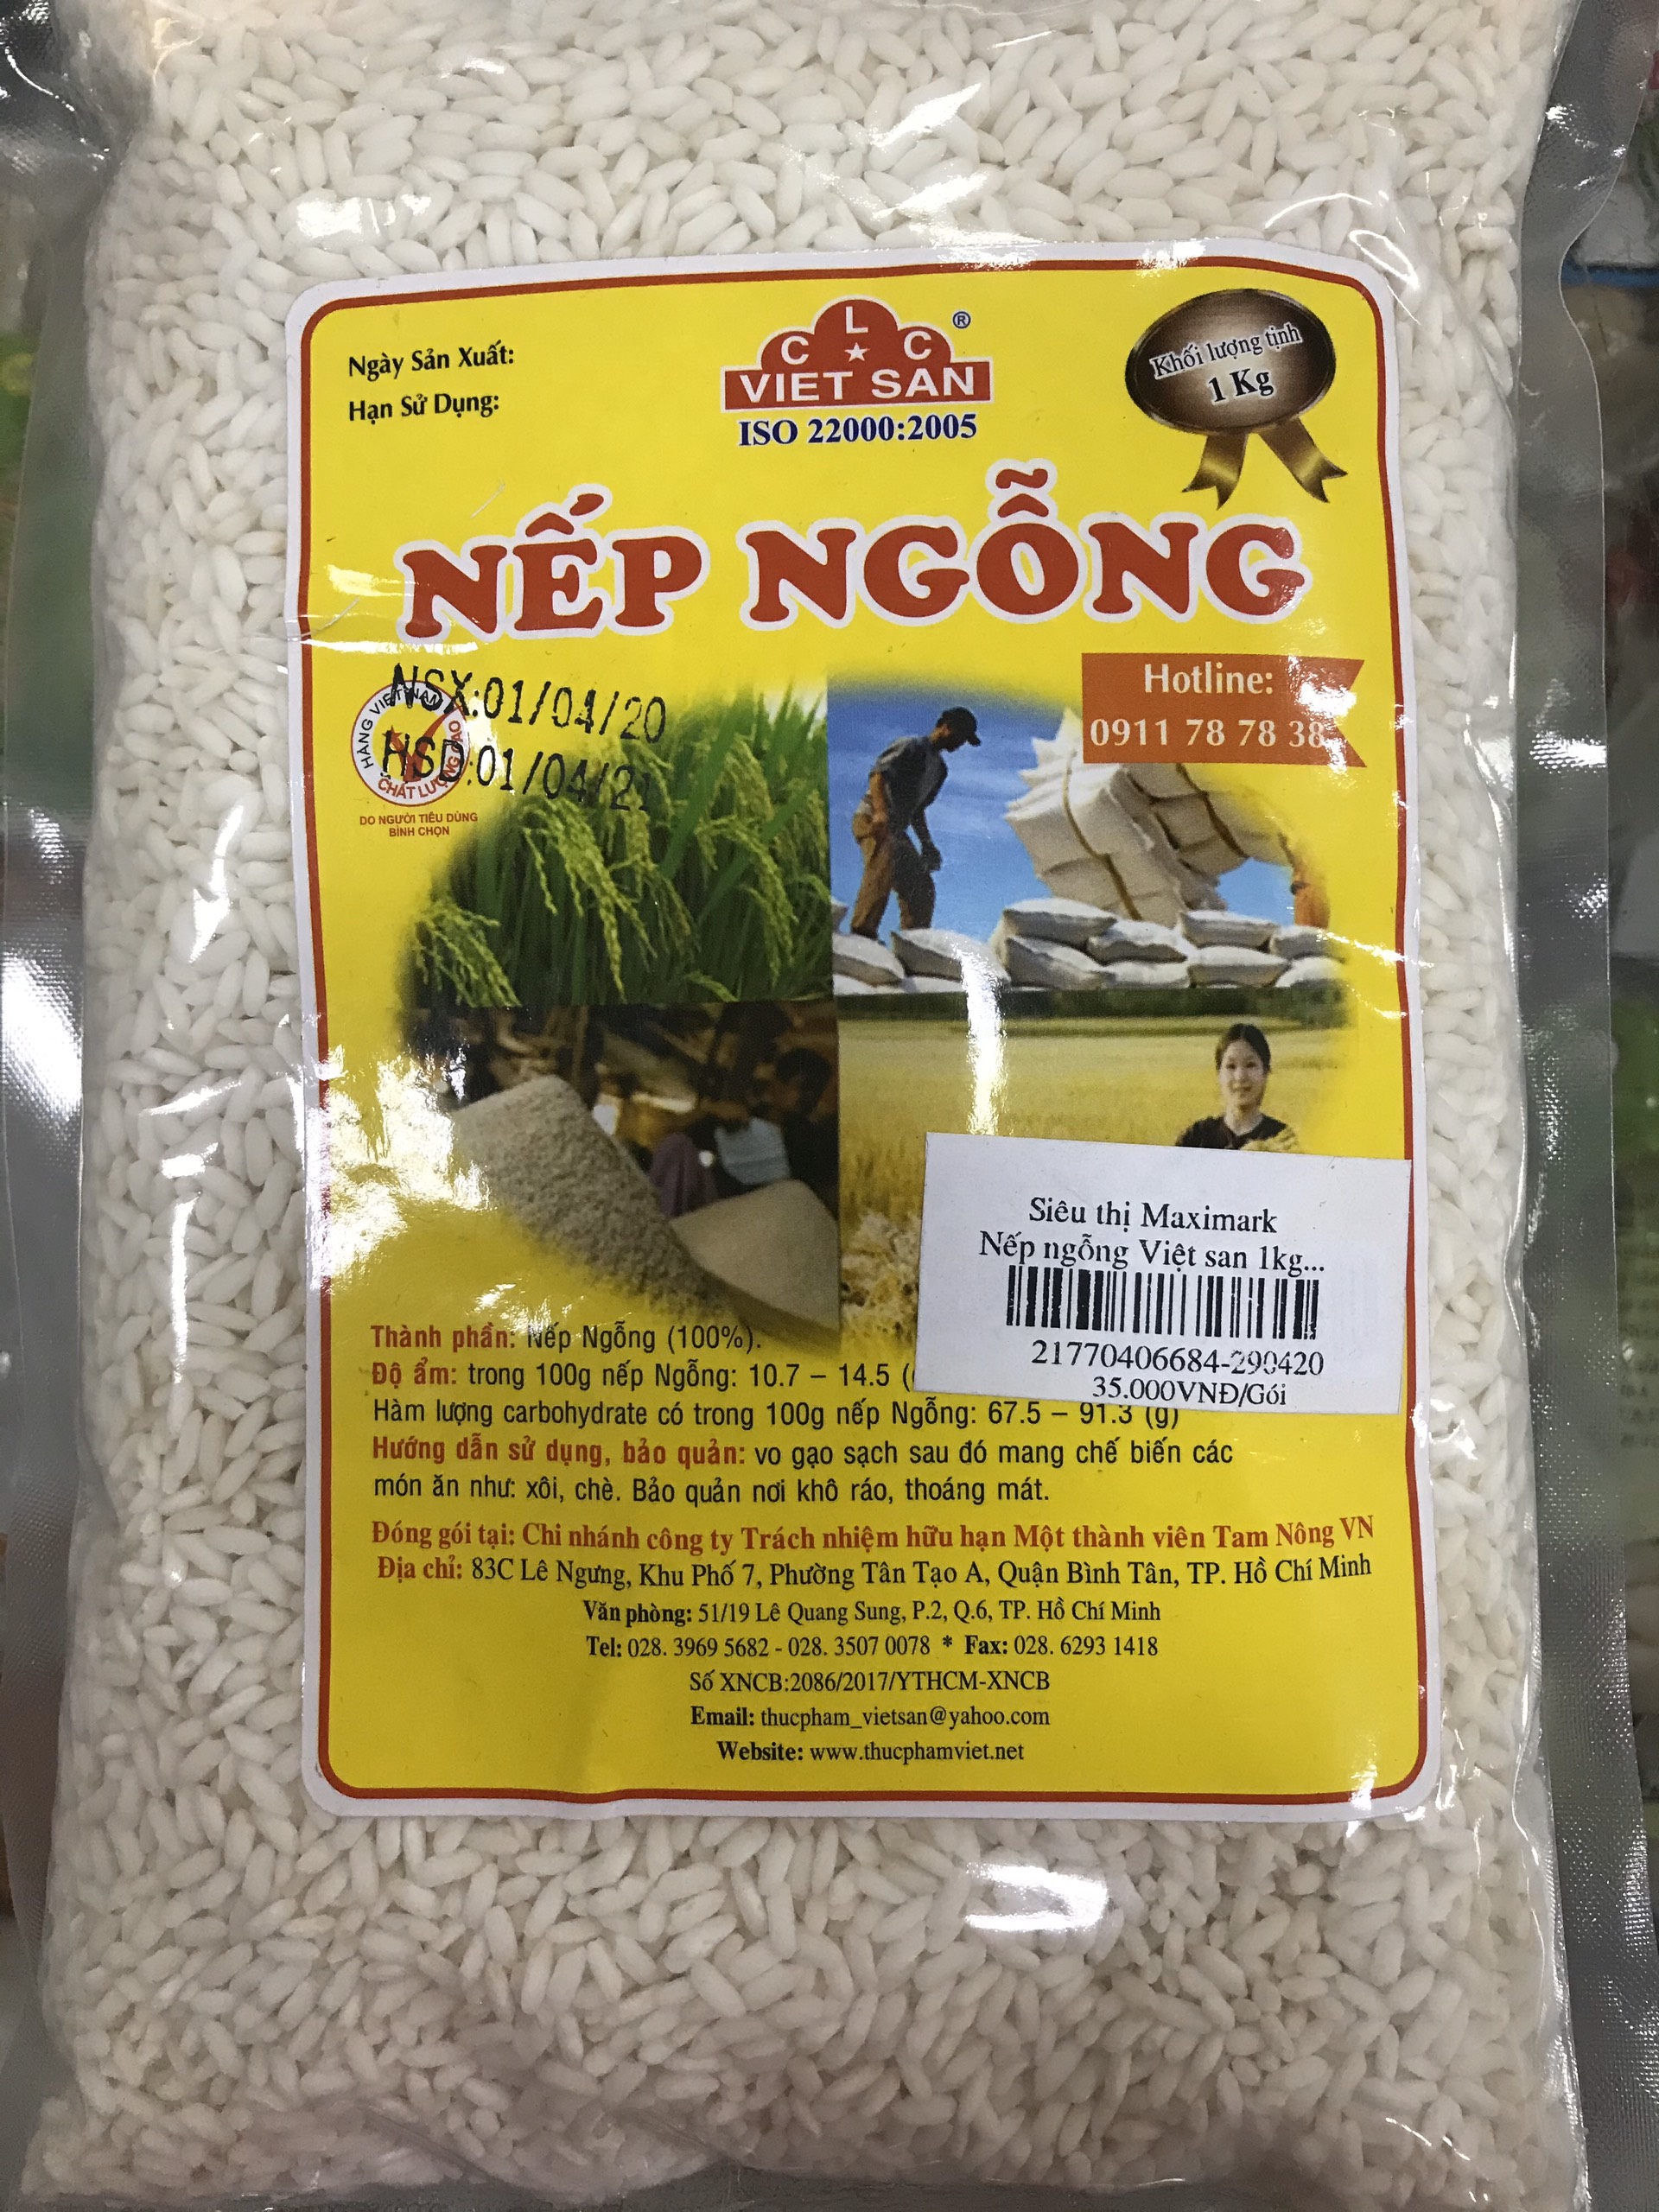 Ngày Sản Xuất:
Hạn Sử Dụng:
C L C ®
VIET SAN
ISO 22000:2005
Khối lượng tịnh
1 Kg
NẾP NGỖNG
NSX:01/04/20
HSD:01/04/21
HÀNG VIỆT NAM
CHẤT LƯỢNG CAO
DO NGƯỜI TIÊU DÙNG
BÌNH CHỌN
Hotline:
0911 78 78 38
Siêu thị Maximark
Nếp ngỗng Việt san 1kg...
21770406684-290420
35.000VNĐ/Gói
Thành phần: Nếp Ngỗng (100%).
Độ ẩm: trong 100g nếp Ngỗng: 10.7 – 14.5 (
Hàm lượng carbohydrate có trong 100g nếp Ngỗng: 67.5 – 91.3 (g)
Hướng dẫn sử dụng, bảo quản: vo gạo sạch sau đó mang chế biến các
món ăn như: xôi, chè. Bảo quản nơi khô ráo, thoáng mát.
Đóng gói tại: Chi nhánh công ty Trách nhiệm hữu hạn Một thành viên Tam Nông VN
Địa chỉ: 83C Lê Ngưng, Khu Phố 7, Phường Tân Tạo A, Quận Bình Tân, TP. Hồ Chí Minh
Văn phòng: 51/19 Lê Quang Sung, P.2, Q.6, TP. Hồ Chí Minh
Tel: 028. 3969 5682 - 028. 3507 0078 * Fax: 028. 6293 1418
Số XNCB:2086/2017/YTHCM-XNCB
Email: thucpham_vietsan@yahoo.com
Website: www.thucphamviet.net